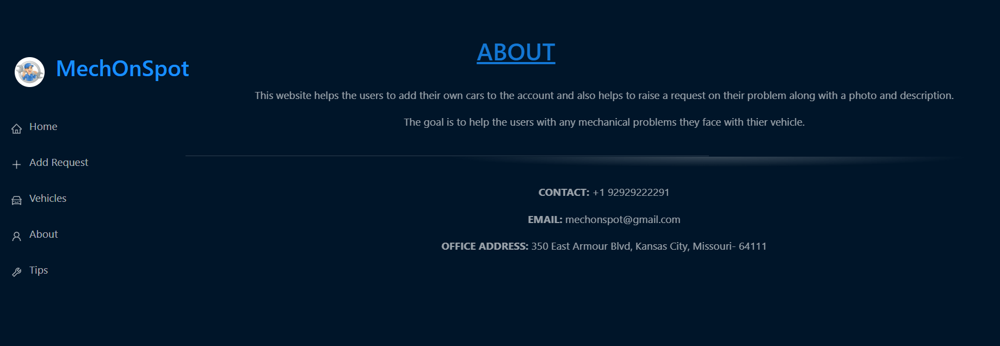 MechOnSpot
Home
Add Request
Vehicles
About
Tips
ABOUT
This website helps the users to add their own cars to the account and also helps to raise a request on their problem along with a photo and description.
The goal is to help the users with any mechanical problems they face with thier vehicle.
CONTACT: +1 92929222291
EMAIL: mechonspot@gmail.com
OFFICE ADDRESS: 350 East Armour Blvd, Kansas City, Missouri- 64111